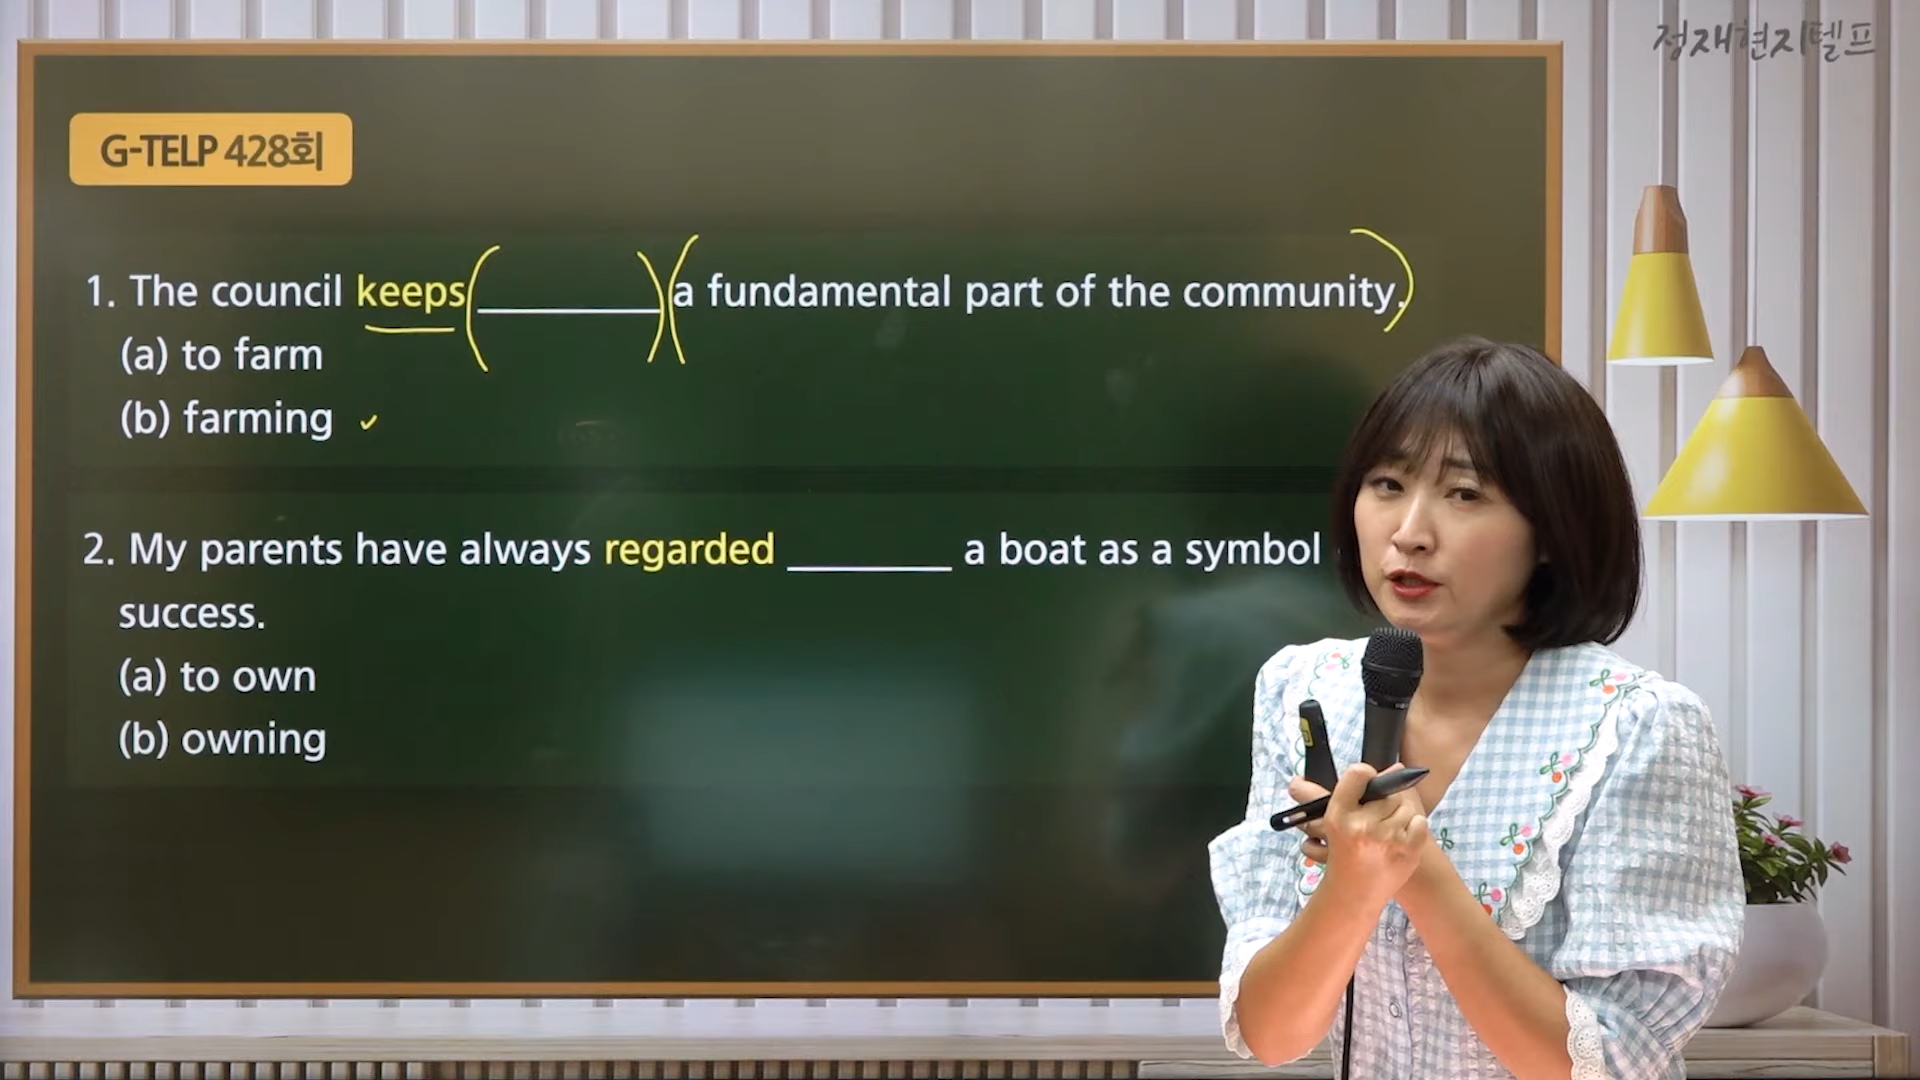 정재현지텔프
G-TELP 428회
1. The council keeps ________ a fundamental part of the community.
(a) to farm
(b) farming ✓
2. My parents have always regarded ________ a boat as a symbol
success.
(a) to own
(b) owning